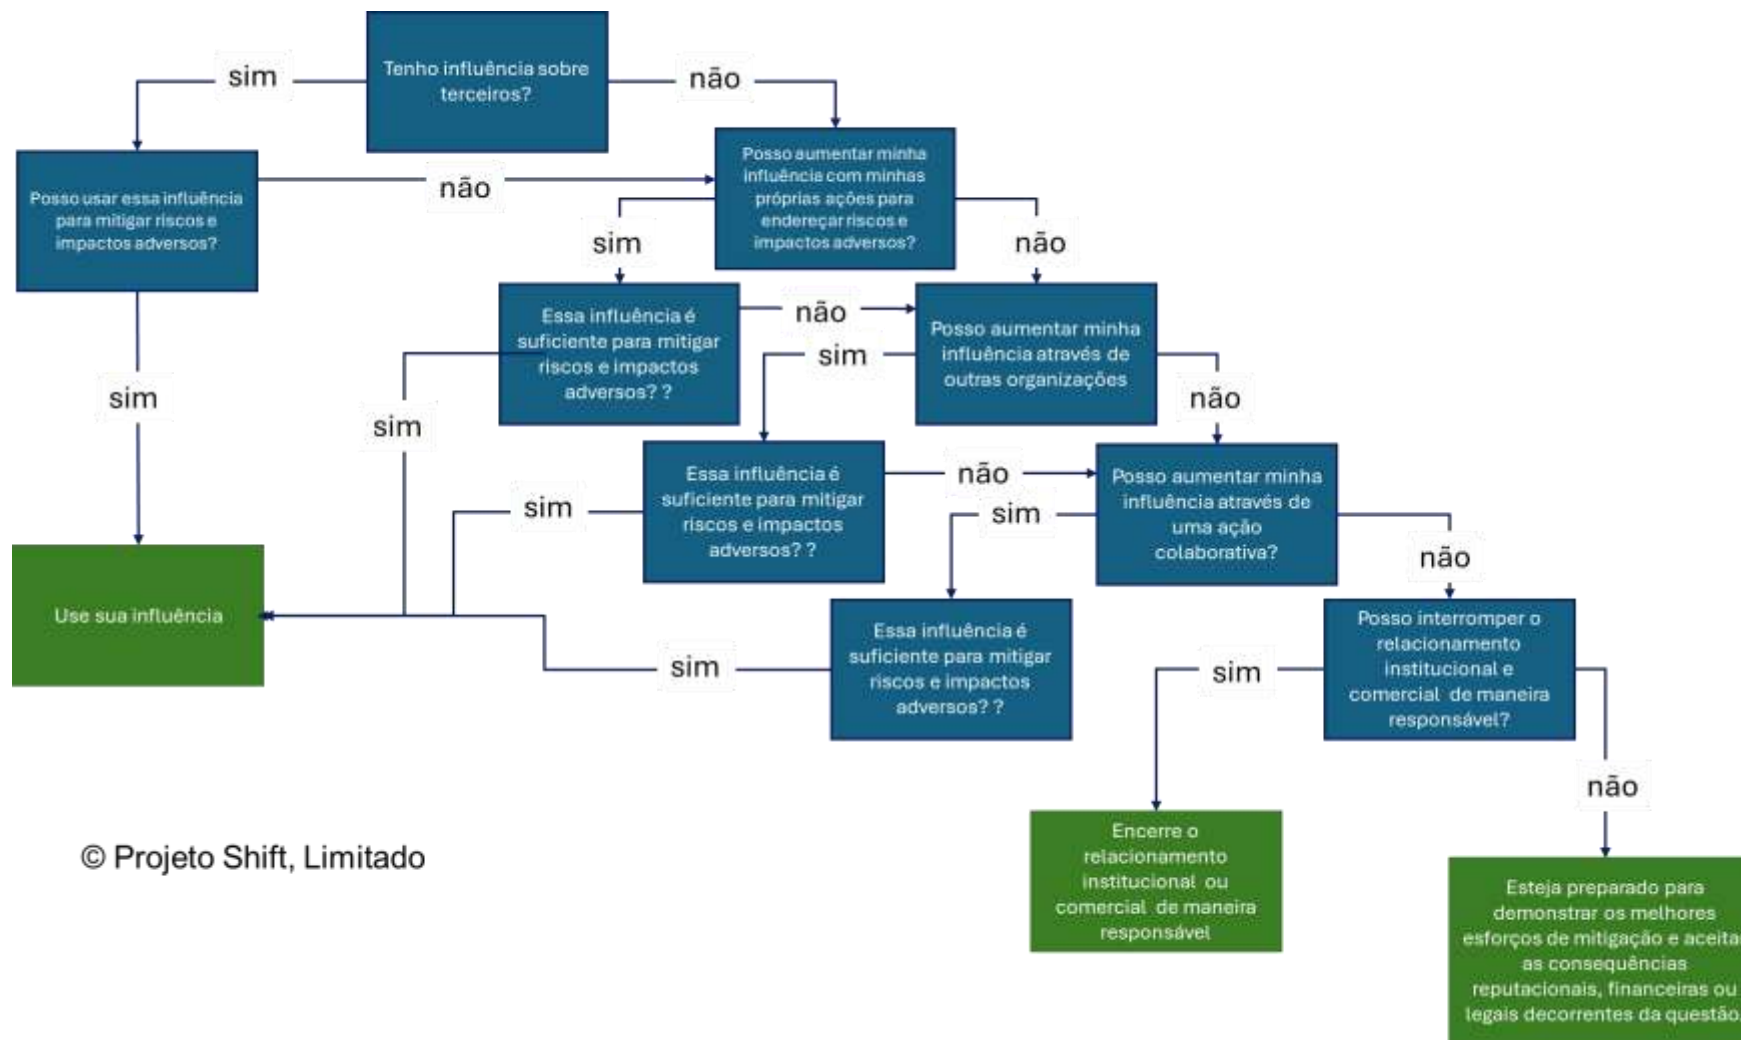 Tenho influência sobre
terceiros?
sim
não
Posso usar essa influência
para mitigar riscos e
impactos adversos?
não
Posso aumentar minha
influência com minhas
próprias ações para
endereçar riscos e
impactos adversos?
sim
não
Essa influência é
suficiente para mitigar
riscos e impactos
adversos? ?
não
Posso aumentar minha
influência através de
outras organizações
sim
sim
sim
não
Essa influência é
suficiente para mitigar
riscos e impactos
adversos? ?
não
Posso aumentar minha
influência através de
uma ação
colaborativa?
sim
sim
não
Use sua influência
Essa influência é
suficiente para mitigar
riscos e impactos
adversos? ?
Posso interromper o
relacionamento
institucional e
comercial de maneira
responsável?
sim
sim
não
Encerre o
relacionamento
institucional ou
comercial de maneira
responsável
© Projeto Shift, Limitado
Esteja preparado para
demonstrar os melhores
esforços de mitigação e aceitar
as consequências
reputacionais, financeiras ou
legais decorrentes da questão.